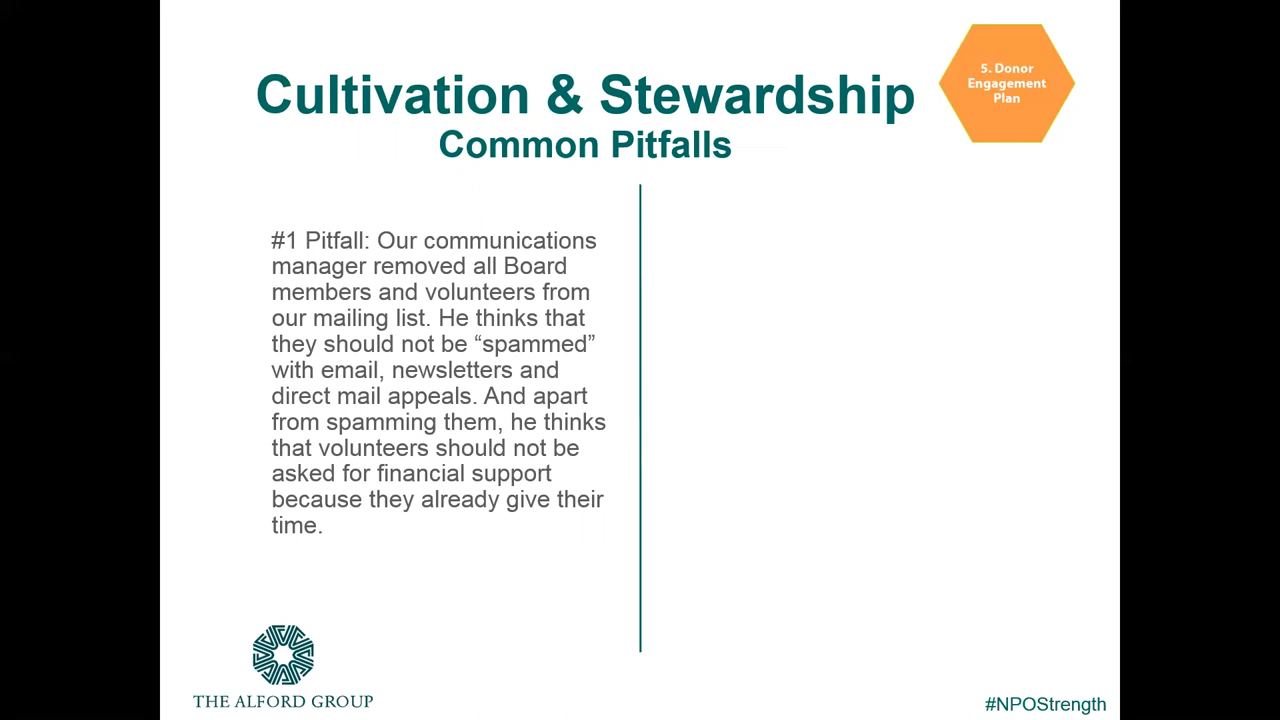 Cultivation & Stewardship
Common Pitfalls
5. Donor
Engagement
Plan
#1 Pitfall: Our communications
manager removed all Board
members and volunteers from
our mailing list. He thinks that
they should not be “spammed”
with email, newsletters and
direct mail appeals. And apart
from spamming them, he thinks
that volunteers should not be
asked for financial support
because they already give their
time.
THE ALFORD GROUP
#NPOStrength